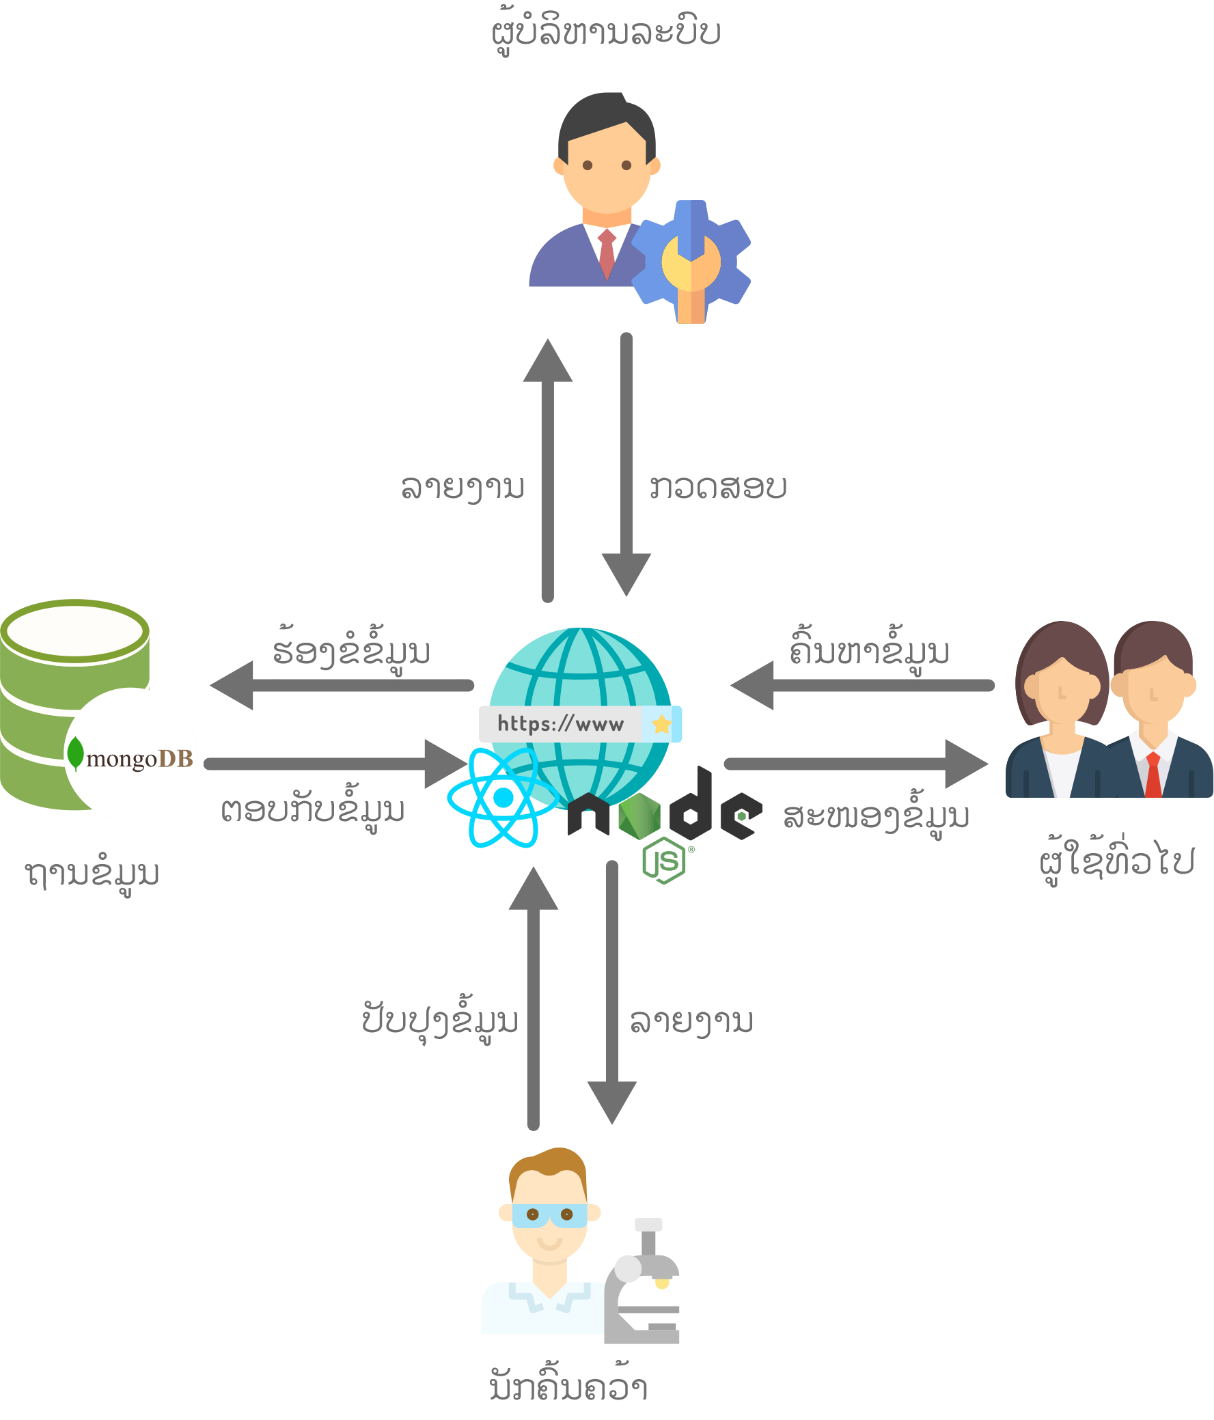 ຜູ້ບໍລິຫານລະບົບ
ລາຍງານ
ກວດສອບ
ຮ້ອງຂໍຂໍ້ມູນ
ຄົ້ນຫາຂໍ້ມູນ
https://www
mongoDB
ຕອບກັບຂໍ້ມູນ
node
JS®
ສະໜອງຂໍ້ມູນ
ຖານຂໍມູນ
ຜູ້ໃຊ້ທົ່ວໄປ
ປັບປຸງຂໍ້ມູນ
ລາຍງານ
ນັກຄົ້ນຄວ້າ